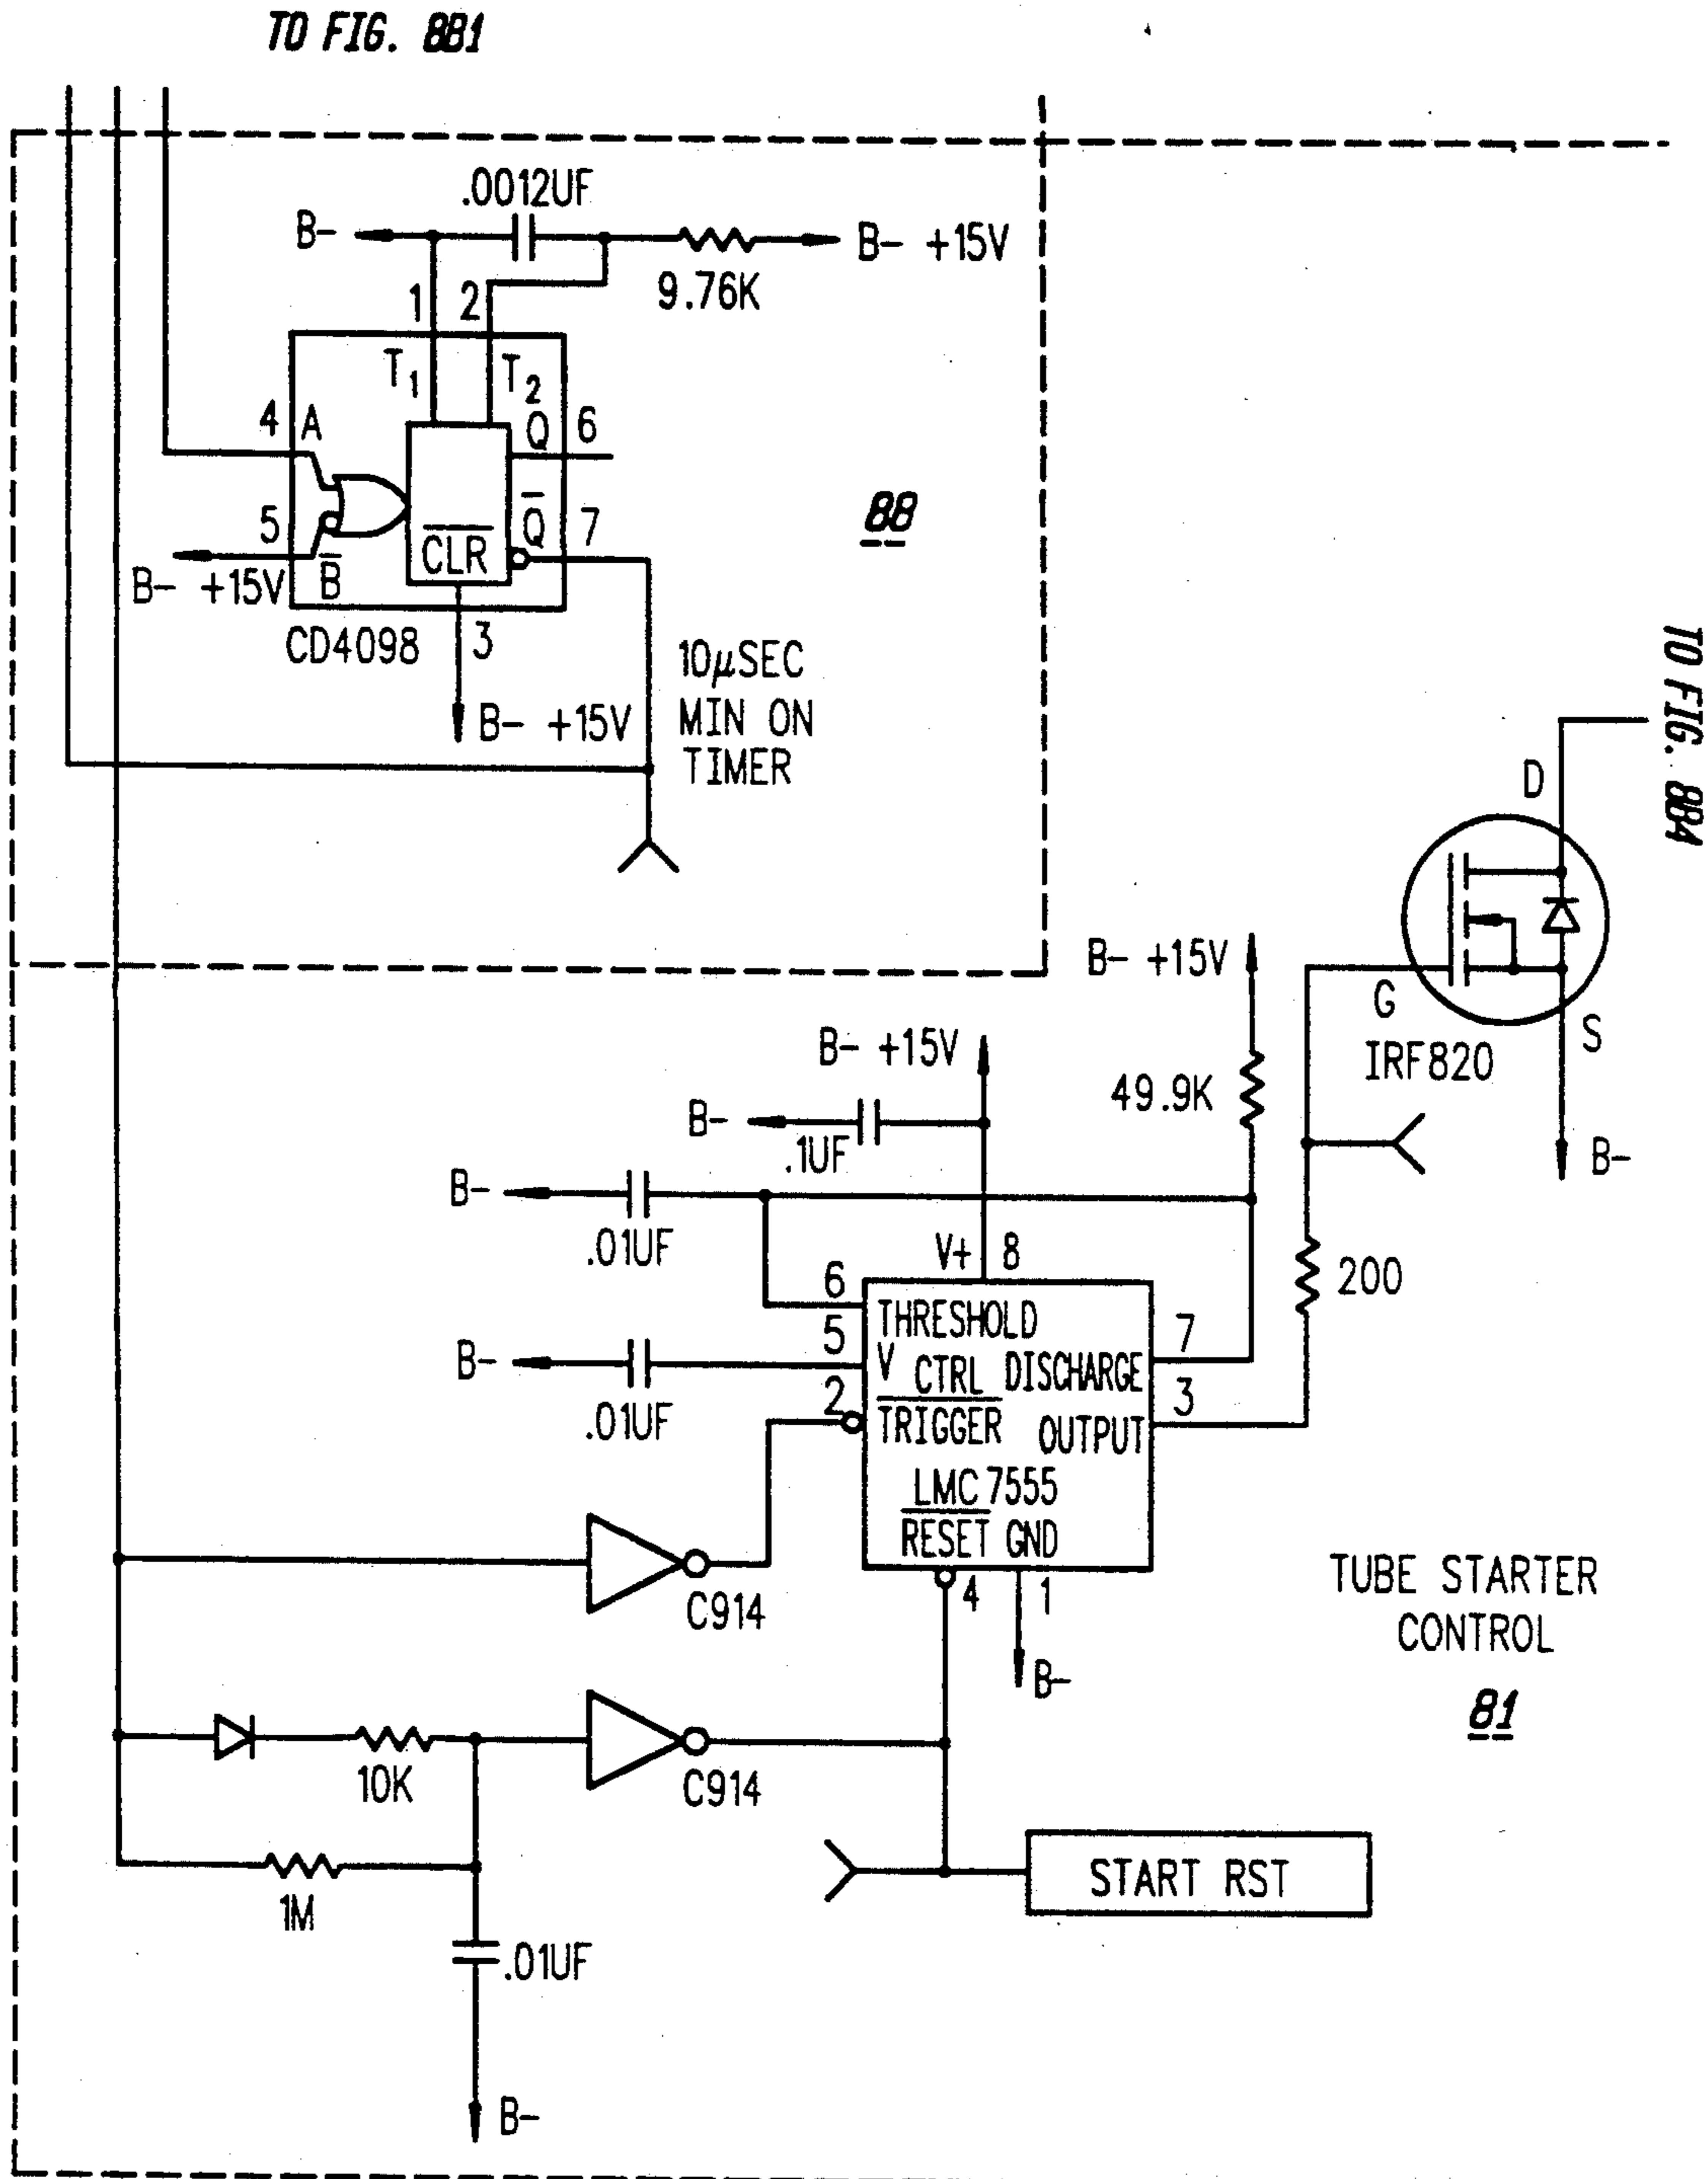 TO FIG. 8B1
.0012UF
B-
B- +15V
9.76K
1
2
T1
T2
4
A
Q
6
5
B̅
Q̅
7
C̅L̅R̅
B- +15V
88
CD4098
3
B- +15V
10μSEC
MIN ON
TIMER
TO FIG. 8B4
D
G
S
IRF820
B-
B- +15V
49.9K
B- +15V
B-
.1UF
B-
.01UF
V+
8
200
6
THRESHOLD
5
V CTRL
B-
.01UF
7
DISCHARGE
2
T̅R̅I̅G̅G̅E̅R̅
3
OUTPUT
LMC7555
R̅E̅S̅E̅T̅ GND
4
1
B-
C914
TUBE STARTER
CONTROL
81
10K
C914
START RST
1M
.01UF
B-